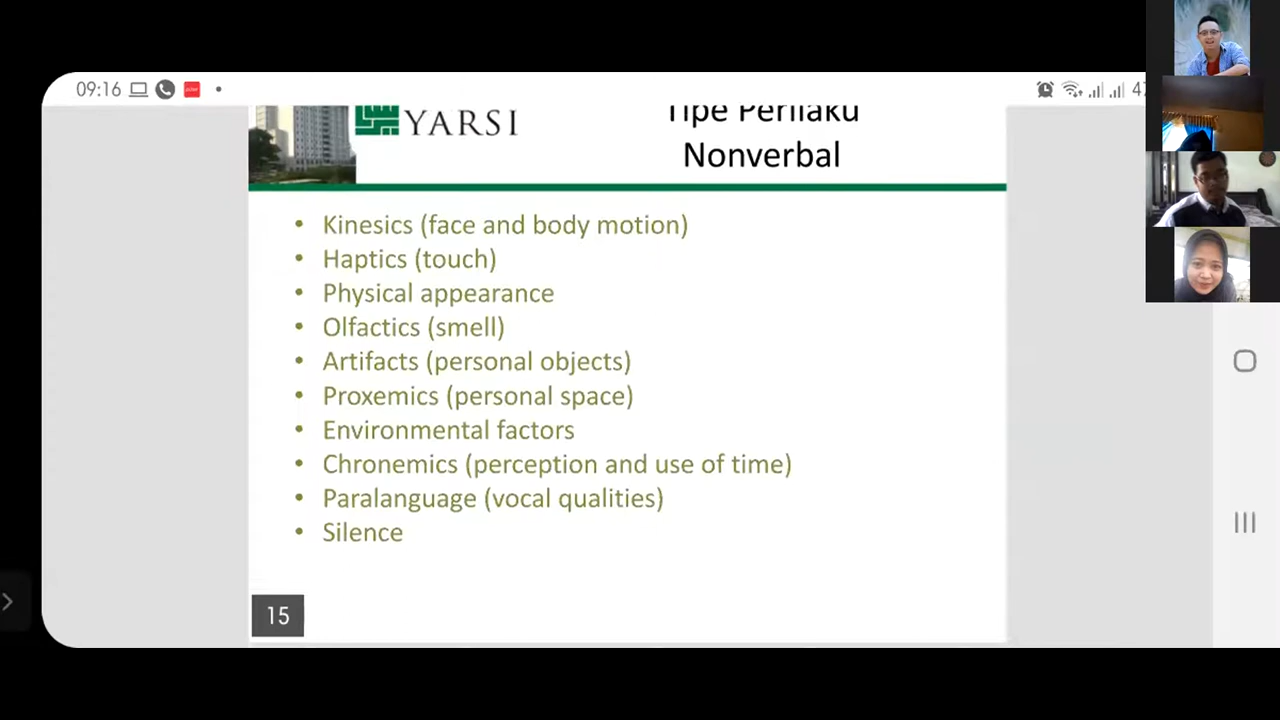 09:16
47
YARSI
Tipe Perilaku
Nonverbal
• Kinesics (face and body motion)
• Haptics (touch)
• Physical appearance
• Olfactics (smell)
• Artifacts (personal objects)
• Proxemics (personal space)
• Environmental factors
• Chronemics (perception and use of time)
• Paralanguage (vocal qualities)
• Silence
15